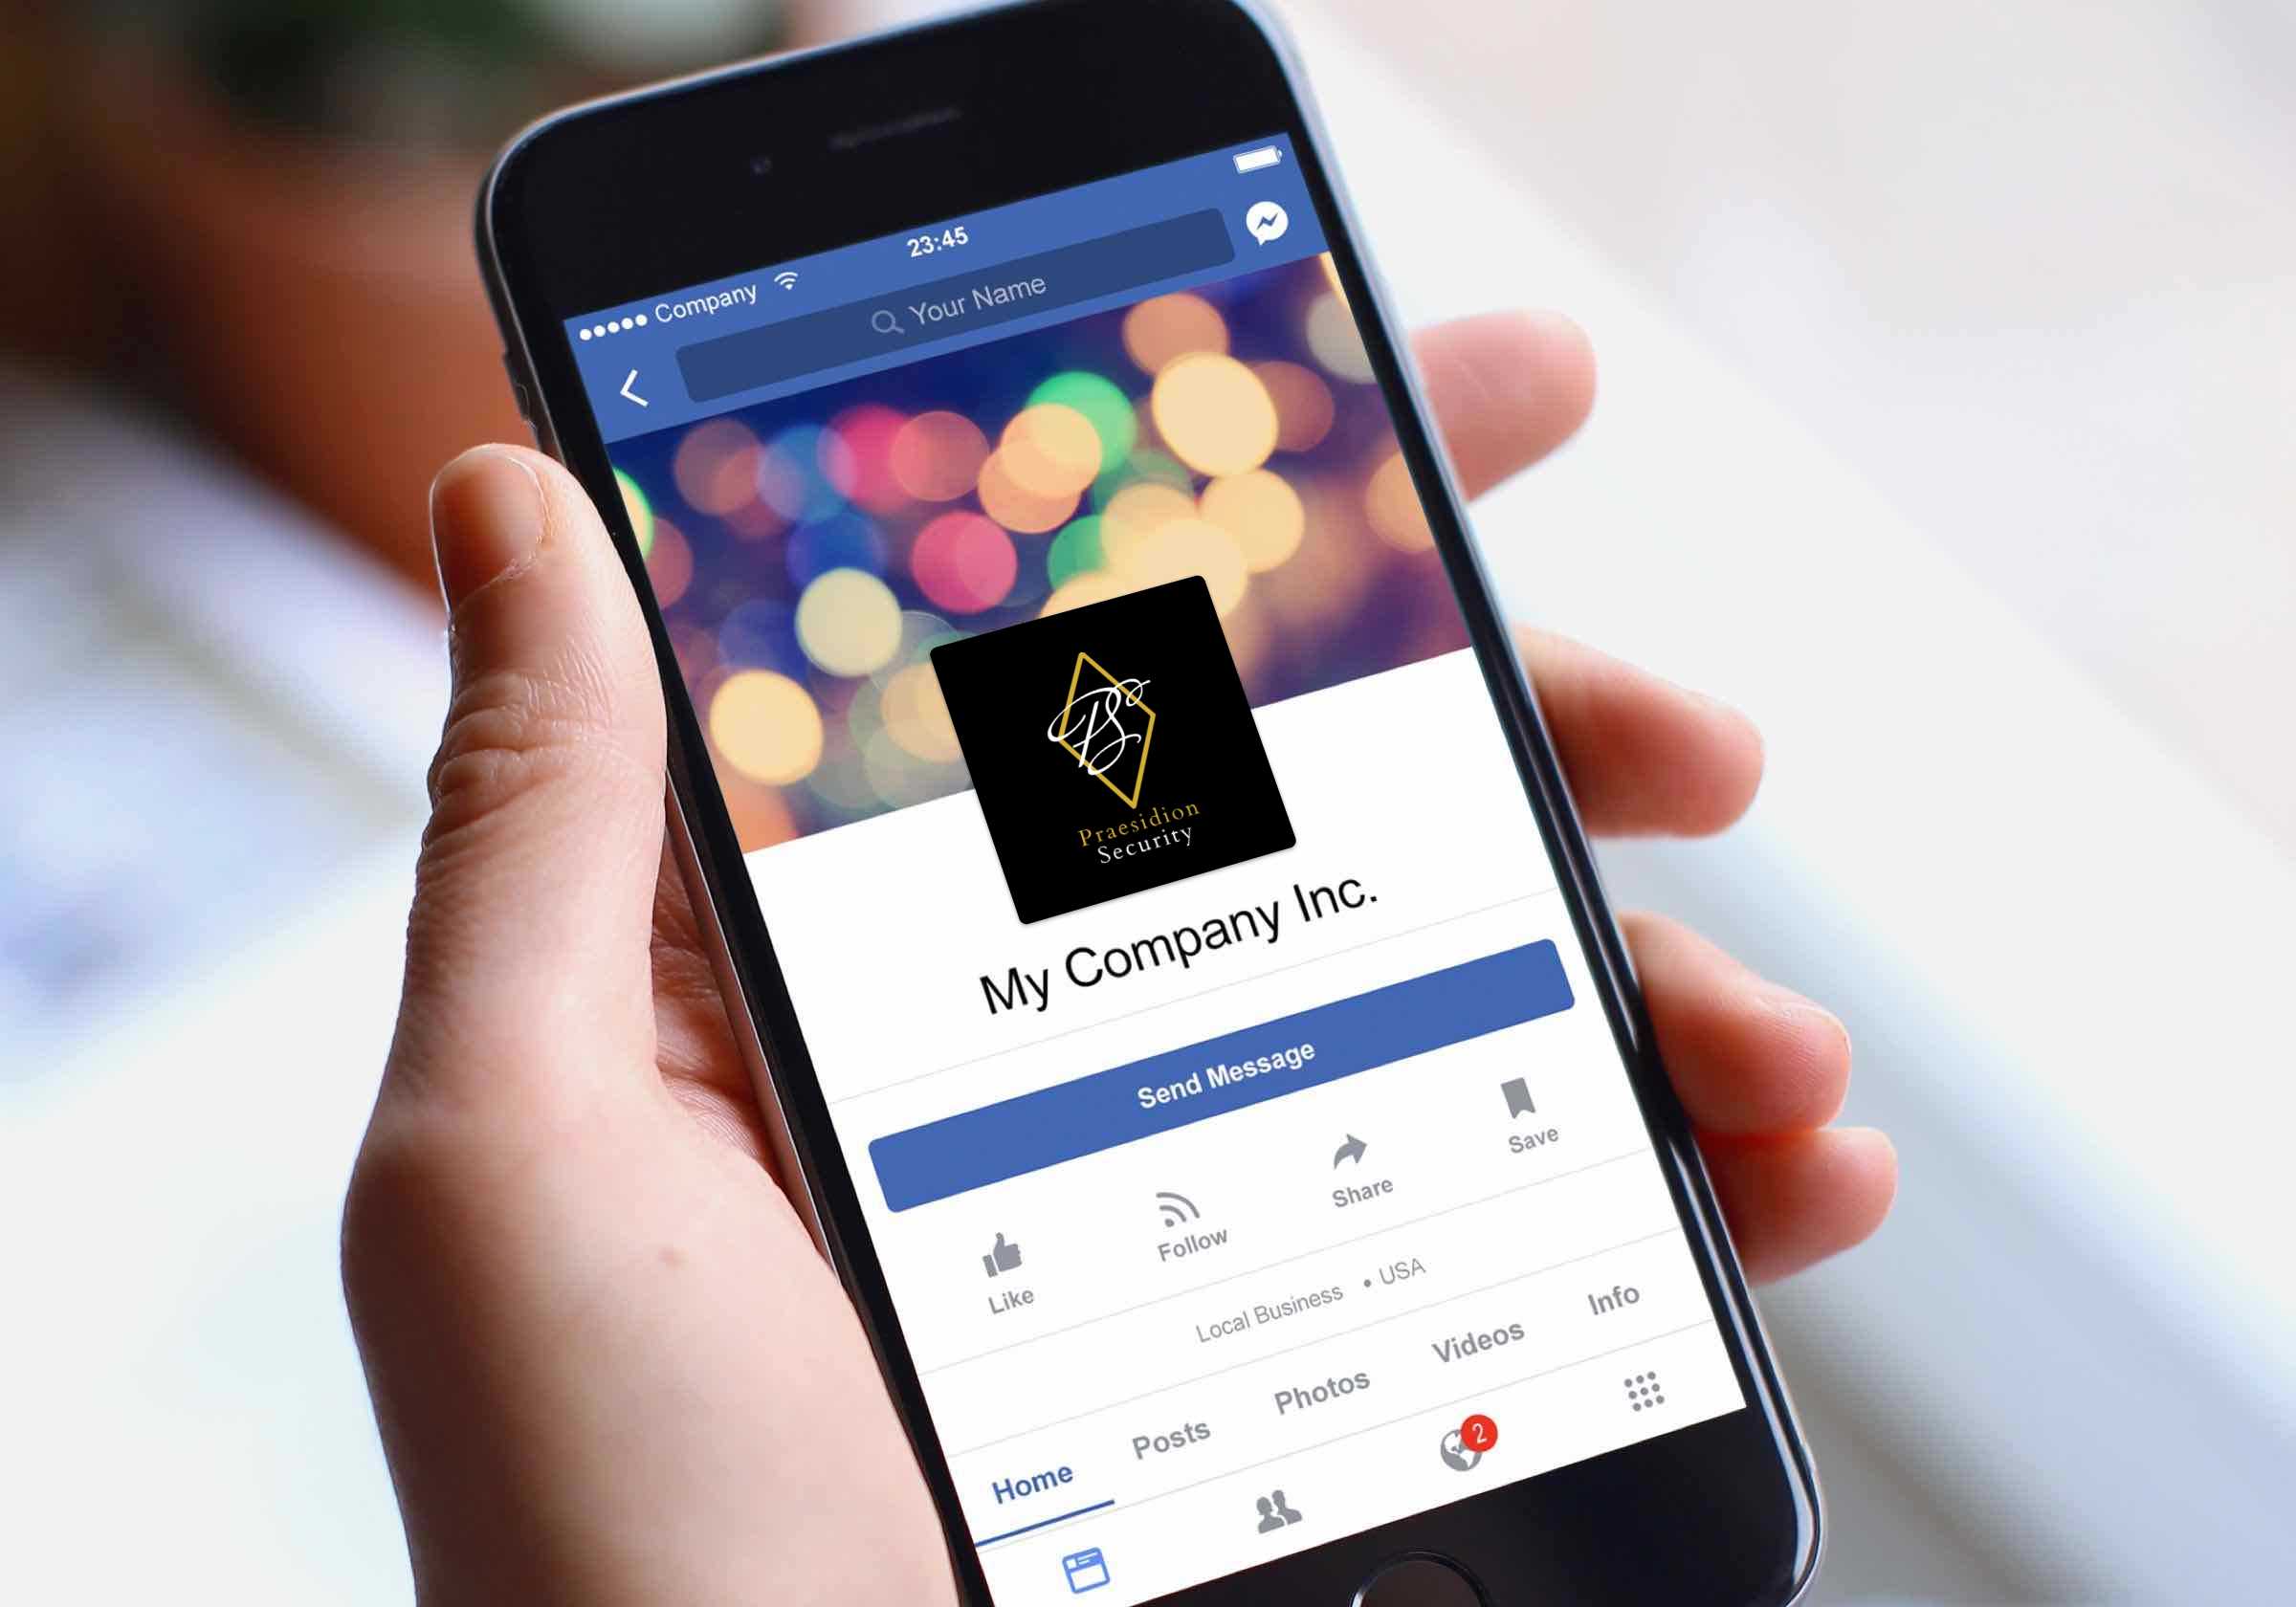 Company 23:45
Your Name
PS
Praesidion
Security
My Company Inc.
Send Message
Like Follow Share Save
Local Business • USA
Home Posts Photos Videos Info
2